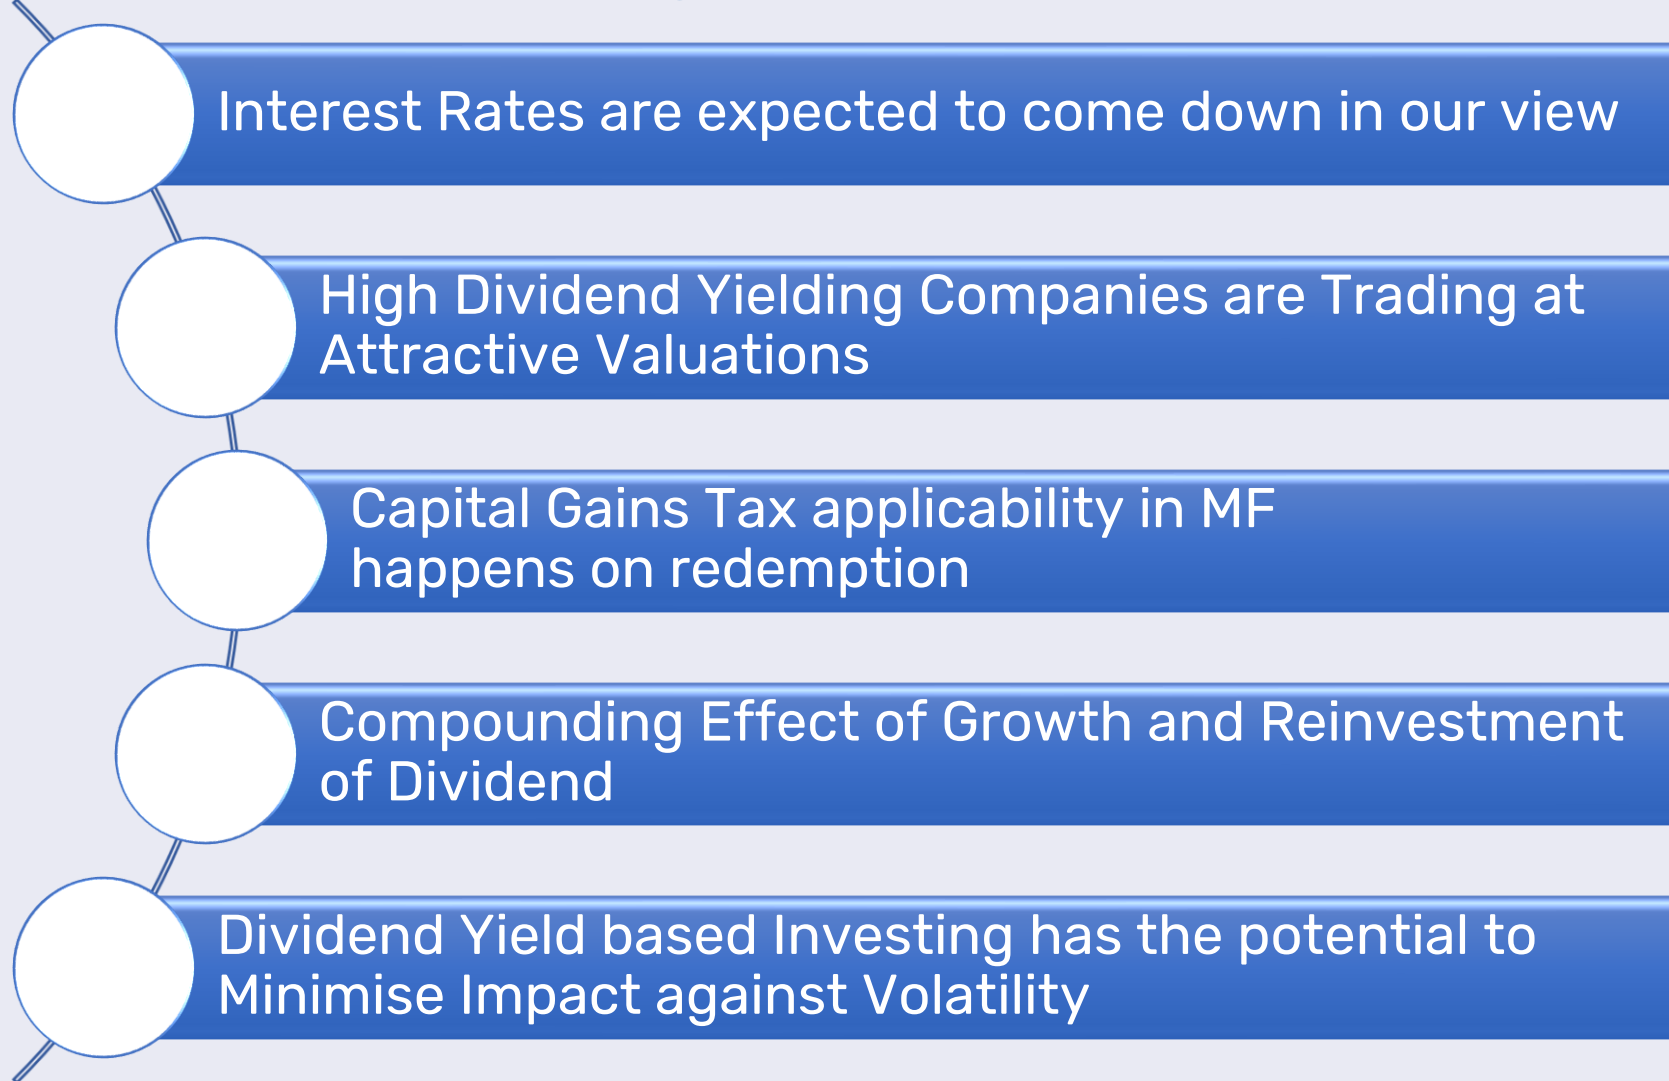 Interest Rates are expected to come down in our view
High Dividend Yielding Companies are Trading at
Attractive Valuations
Capital Gains Tax applicability in MF
happens on redemption
Compounding Effect of Growth and Reinvestment
of Dividend
Dividend Yield based Investing has the potential to
Minimise Impact against Volatility